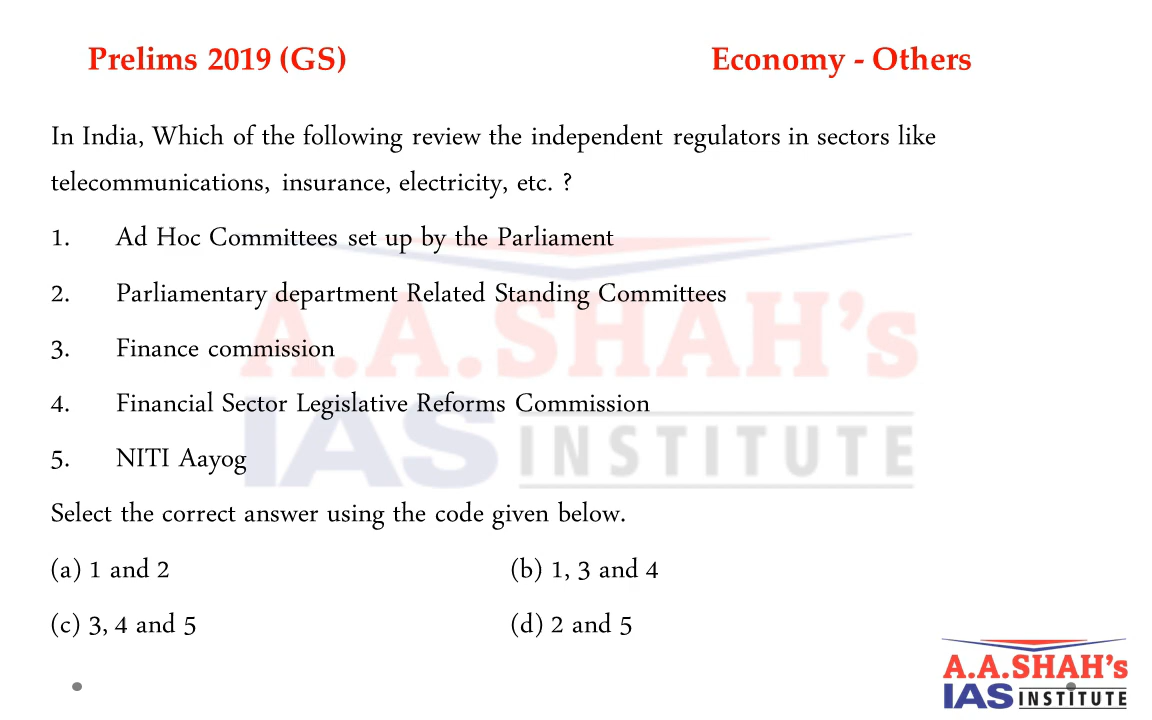 Prelims 2019 (GS) Economy - Others
In India, Which of the following review the independent regulators in sectors like
telecommunications, insurance, electricity, etc. ?
1. Ad Hoc Committees set up by the Parliament
2. Parliamentary department Related Standing Committees
3. Finance commission
4. Financial Sector Legislative Reforms Commission
5. NITI Aayog
Select the correct answer using the code given below.
(a) 1 and 2 (b) 1, 3 and 4
(c) 3, 4 and 5 (d) 2 and 5
A.A.SHAH's
IAS INSTITUTE
A.A.SHAH's
IAS INSTITUTE